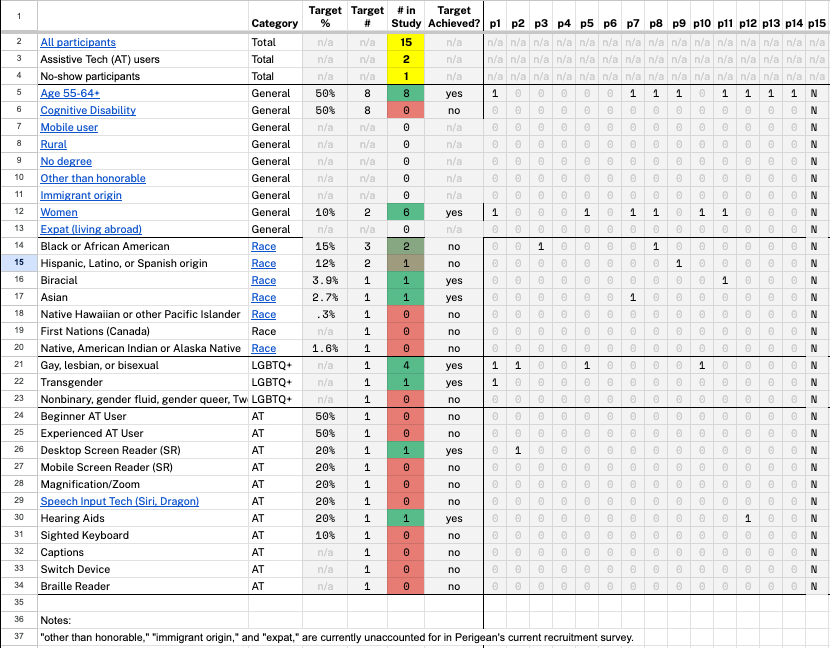 1 Category Target % Target # # in Study Target Achieved? p1 p2 p3 p4 p5 p6 p7 p8 p9 p10 p11 p12 p13 p14 p15
2 All participants Total n/a n/a 15 n/a n/a n/a n/a n/a n/a n/a n/a n/a n/a n/a n/a n/a n/a n/a n/a
3 Assistive Tech (AT) users Total n/a n/a 2 n/a n/a n/a n/a n/a n/a n/a n/a n/a n/a n/a n/a n/a n/a n/a n/a
4 No-show participants Total n/a n/a 1 n/a n/a n/a n/a n/a n/a n/a n/a n/a n/a n/a n/a n/a n/a n/a n/a
5 Age 55-64+ General 50% 8 8 yes 1 0 0 0 0 0 1 1 1 0 1 1 1 1 N
6 Cognitive Disability General 50% 8 0 no 0 0 0 0 0 0 0 0 0 0 0 0 0 0 N
7 Mobile user General n/a n/a 0 n/a 0 0 0 0 0 0 0 0 0 0 0 0 0 0 N
8 Rural General n/a n/a 0 n/a 0 0 0 0 0 0 0 0 0 0 0 0 0 0 N
9 No degree General n/a n/a 0 n/a 0 0 0 0 0 0 0 0 0 0 0 0 0 0 N
10 Other than honorable General n/a n/a 0 n/a 0 0 0 0 0 0 0 0 0 0 0 0 0 0 N
11 Immigrant origin General n/a n/a 0 n/a 0 0 0 0 0 0 0 0 0 0 0 0 0 0 N
12 Women General 10% 2 6 yes 1 0 0 0 1 0 1 1 0 1 1 0 0 0 N
13 Expat (living abroad) General n/a n/a 0 n/a 0 0 0 0 0 0 0 0 0 0 0 0 0 0 N
14 Black or African American Race 15% 3 2 no 0 0 1 0 0 0 0 1 0 0 0 0 0 0 N
15 Hispanic, Latino, or Spanish origin Race 12% 2 1 no 0 0 0 0 0 0 0 0 1 0 0 0 0 0 N
16 Biracial Race 3.9% 1 1 yes 0 0 0 0 0 0 0 0 0 0 1 0 0 0 N
17 Asian Race 2.7% 1 1 yes 0 0 0 0 0 0 1 0 0 0 0 0 0 0 N
18 Native Hawaiian or other Pacific Islander Race .3% 1 0 no 0 0 0 0 0 0 0 0 0 0 0 0 0 0 N
19 First Nations (Canada) Race n/a 1 0 no 0 0 0 0 0 0 0 0 0 0 0 0 0 0 N
20 Native, American Indian or Alaska Native Race 1.6% 1 0 no 0 0 0 0 0 0 0 0 0 0 0 0 0 0 N
21 Gay, lesbian, or bisexual LGBTQ+ n/a 1 4 yes 1 1 0 0 1 0 0 0 0 1 0 0 0 0 N
22 Transgender LGBTQ+ n/a 1 1 yes 1 0 0 0 0 0 0 0 0 0 0 0 0 0 N
23 Nonbinary, gender fluid, gender queer, Tw LGBTQ+ n/a 1 0 no 0 0 0 0 0 0 0 0 0 0 0 0 0 0 N
24 Beginner AT User AT 50% 1 0 no 0 0 0 0 0 0 0 0 0 0 0 0 0 0 N
25 Experienced AT User AT 50% 1 0 no 0 0 0 0 0 0 0 0 0 0 0 0 0 0 N
26 Desktop Screen Reader (SR) AT 20% 1 1 yes 0 1 0 0 0 0 0 0 0 0 0 0 0 0 N
27 Mobile Screen Reader (SR) AT 20% 1 0 no 0 0 0 0 0 0 0 0 0 0 0 0 0 0 N
28 Magnification/Zoom AT 20% 1 0 no 0 0 0 0 0 0 0 0 0 0 0 0 0 0 N
29 Speech Input Tech (Siri, Dragon) AT 20% 1 0 no 0 0 0 0 0 0 0 0 0 0 0 0 0 0 N
30 Hearing Aids AT 20% 1 1 yes 0 0 0 0 0 0 0 0 0 0 0 1 0 0 N
31 Sighted Keyboard AT 10% 1 0 no 0 0 0 0 0 0 0 0 0 0 0 0 0 0 N
32 Captions AT n/a 1 0 no 0 0 0 0 0 0 0 0 0 0 0 0 0 0 N
33 Switch Device AT n/a 1 0 no 0 0 0 0 0 0 0 0 0 0 0 0 0 0 N
34 Braille Reader AT n/a 1 0 no 0 0 0 0 0 0 0 0 0 0 0 0 0 0 N
35
36 Notes:
37 "other than honorable," "immigrant origin," and "expat," are currently unaccounted for in Perigean's current recruitment survey.